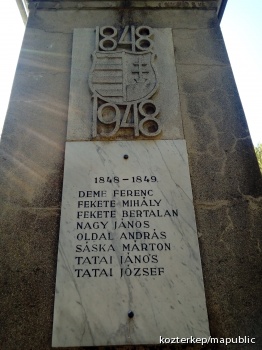 1848
1948
1848-1849
DEME FERENC
FEKETE MIHÁLY
FEKETE BERTALAN
NAGY JÁNOS
OLDAL ANDRÁS
SÁSKA MÁRTON
TATAI JÁNOS
TATAI JÓZSEF
kozterkep/mapublic